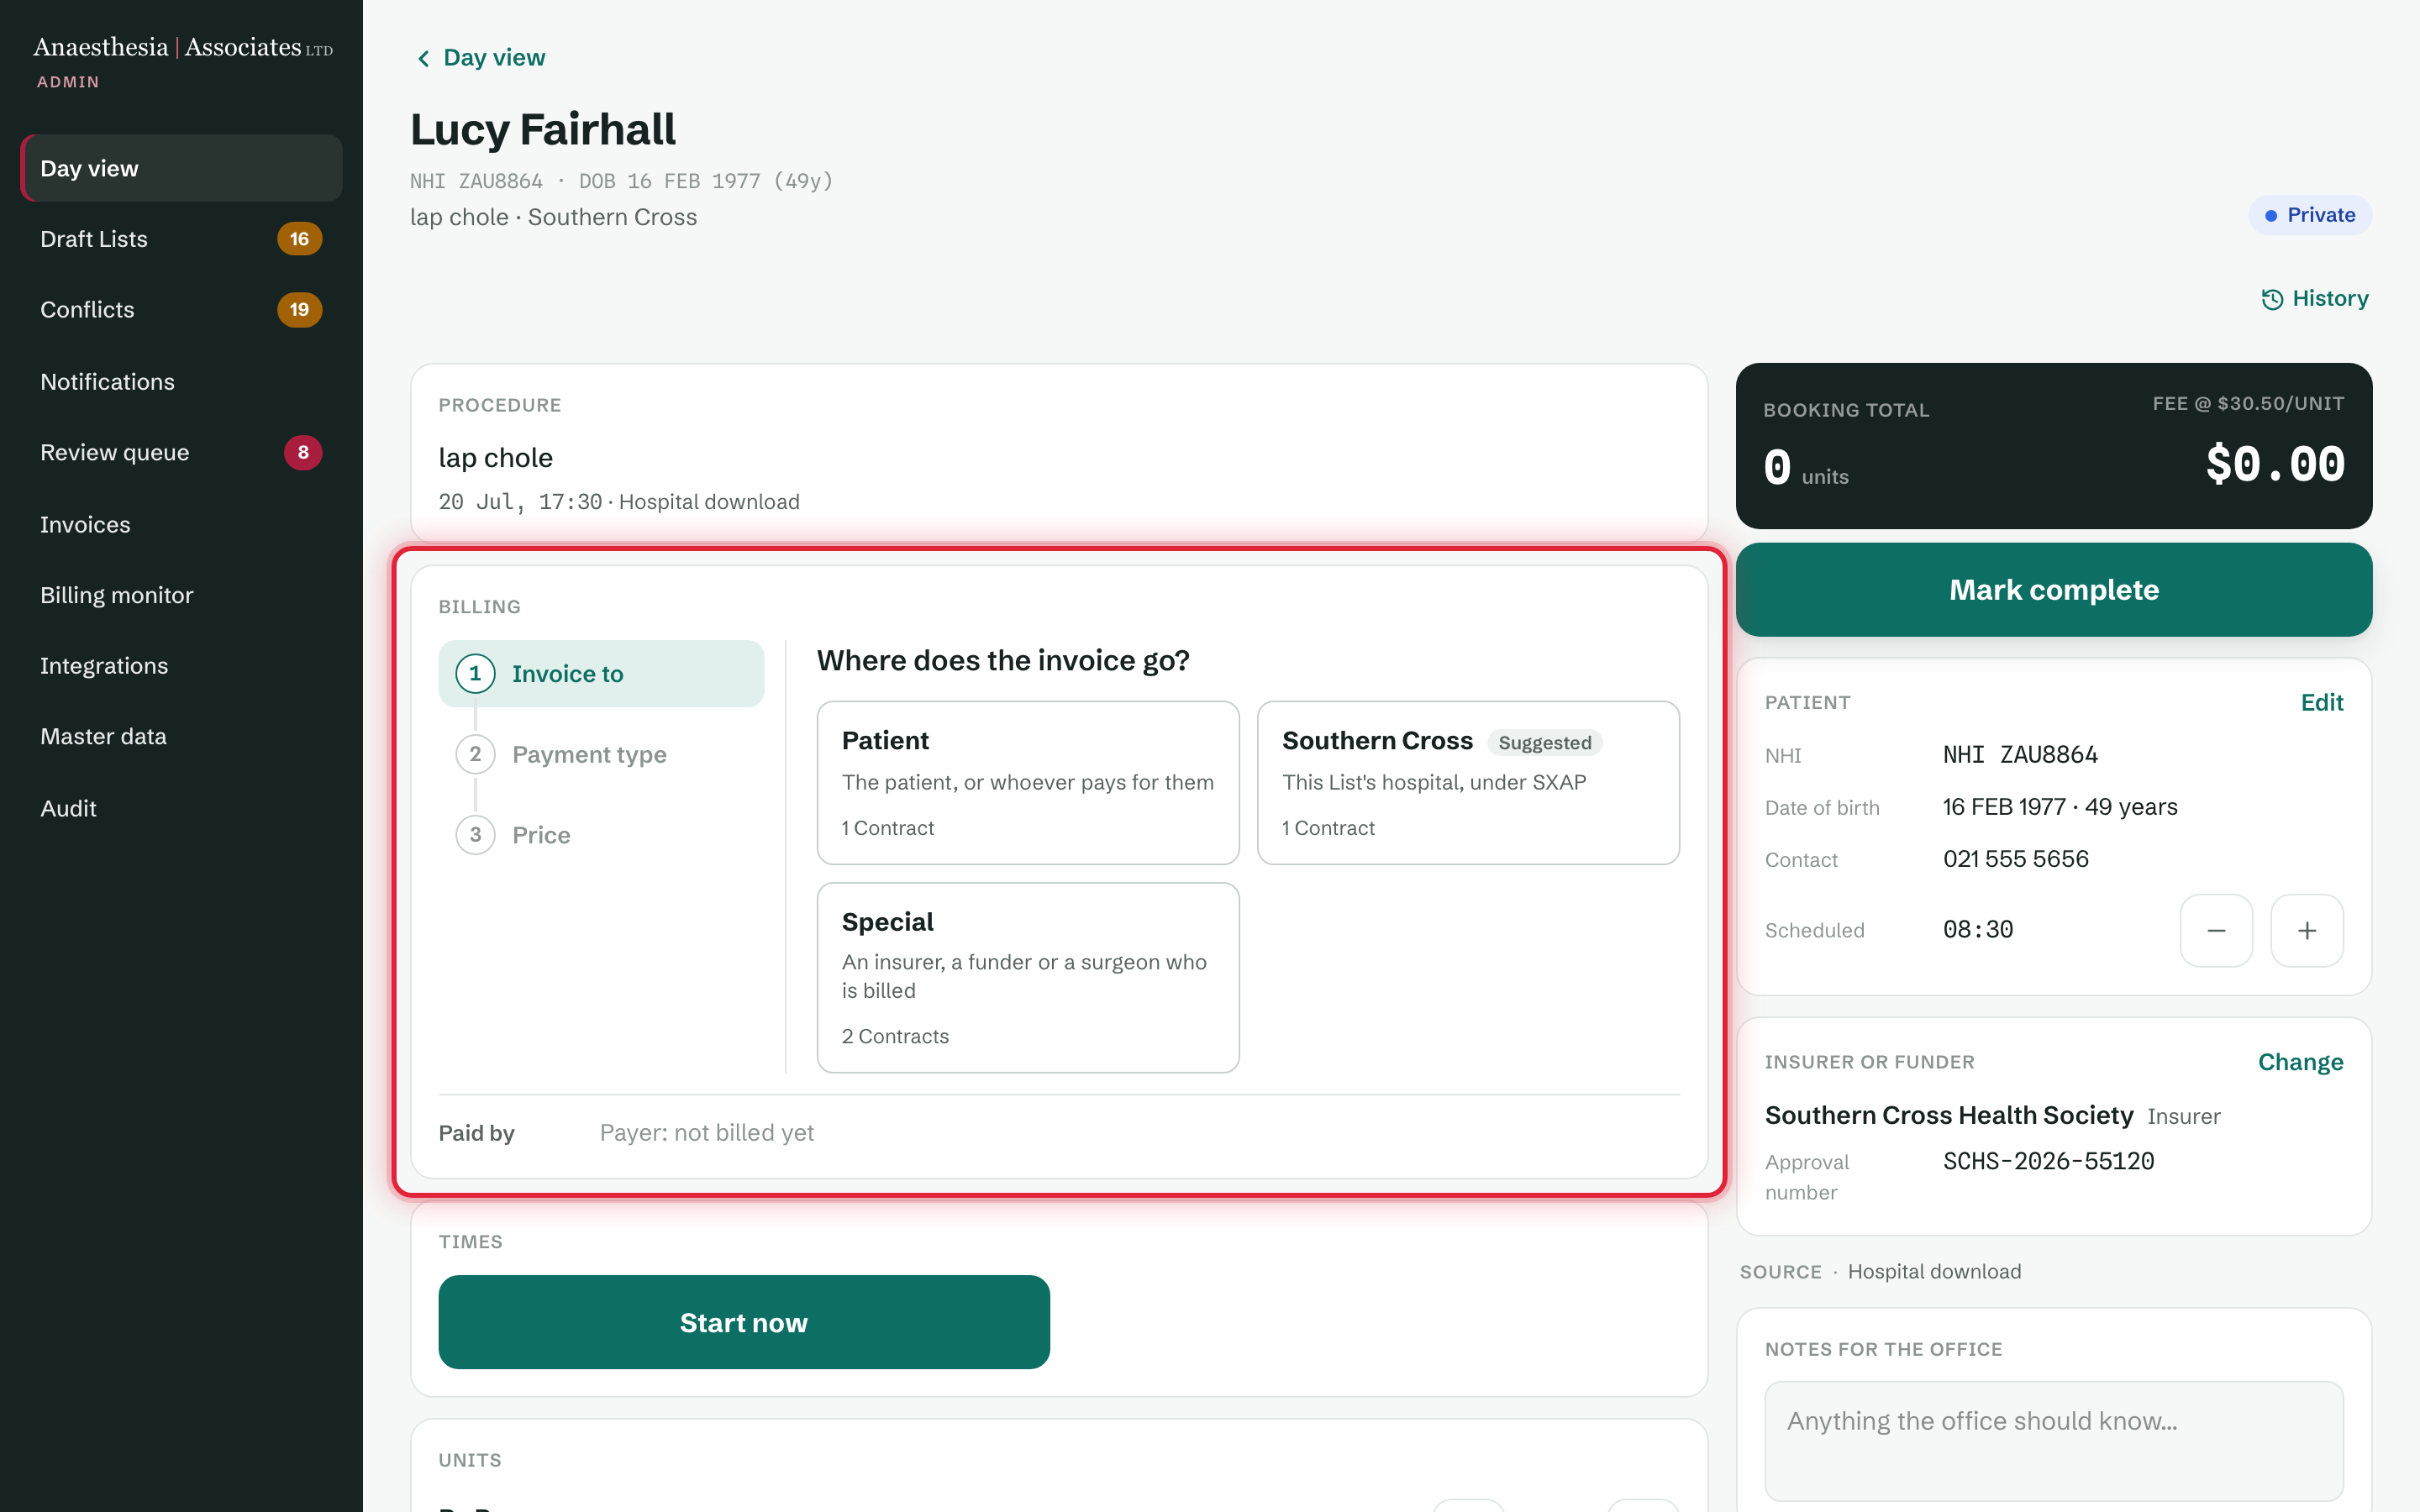 Anaesthesia | Associates LTD
ADMIN
Day view
Draft Lists 16
Conflicts 19
Notifications
Review queue 8
Invoices
Billing monitor
Integrations
Master data
Audit
Day view
Lucy Fairhall
NHI ZAU8864 · DOB 16 FEB 1977 (49y)
lap chole · Southern Cross
Private
History
PROCEDURE
lap chole
20 Jul, 17:30 · Hospital download
BILLING
1 Invoice to
2 Payment type
3 Price
Where does the invoice go?
Patient
The patient, or whoever pays for them
1 Contract
Southern Cross Suggested
This List's hospital, under SXAP
1 Contract
Special
An insurer, a funder or a surgeon who
is billed
2 Contracts
Paid by Payer: not billed yet
TIMES
Start now
UNITS
BOOKING TOTAL
0 units
FEE @ $30.50/UNIT
$0.00
Mark complete
PATIENT Edit
NHI NHI ZAU8864
Date of birth 16 FEB 1977 · 49 years
Contact 021 555 5656
Scheduled 08:30 − +
INSURER OR FUNDER Change
Southern Cross Health Society Insurer
Approval
number
SCHS-2026-55120
SOURCE · Hospital download
NOTES FOR THE OFFICE
Anything the office should know...